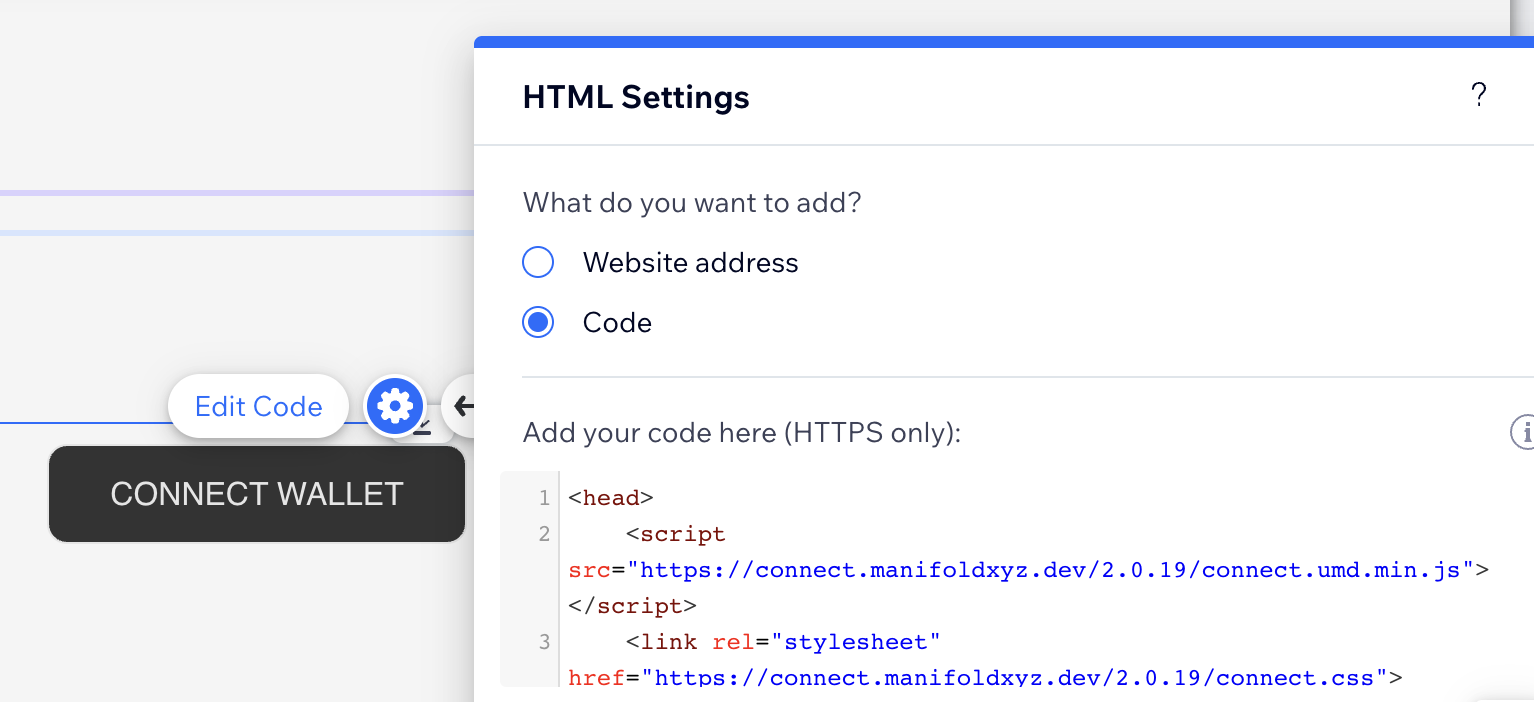 HTML Settings
?
What do you want to add?
Website address
Code
Edit Code
CONNECT WALLET
Add your code here (HTTPS only):
i
1 <head>
2     <script
src="https://connect.manifoldxyz.dev/2.0.19/connect.umd.min.js">
</script>
3     <link rel="stylesheet"
href="https://connect.manifoldxyz.dev/2.0.19/connect.css">